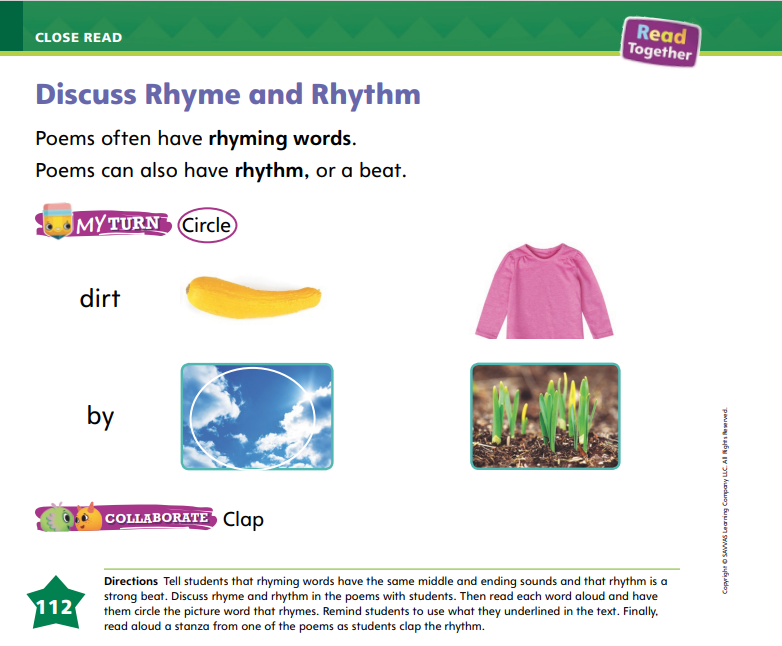 CLOSE READ
Read
Together
Discuss Rhyme and Rhythm
Poems often have rhyming words.
Poems can also have rhythm, or a beat.
MY TURN Circle
dirt
by
COLLABORATE Clap
Copyright © SAVVAS Learning Company LLC. All Rights Reserved.
112
Directions Tell students that rhyming words have the same middle and ending sounds and that rhythm is a
strong beat. Discuss rhyme and rhythm in the poems with students. Then read each word aloud and have
them circle the picture word that rhymes. Remind students to use what they underlined in the text. Finally,
read aloud a stanza from one of the poems as students clap the rhythm.